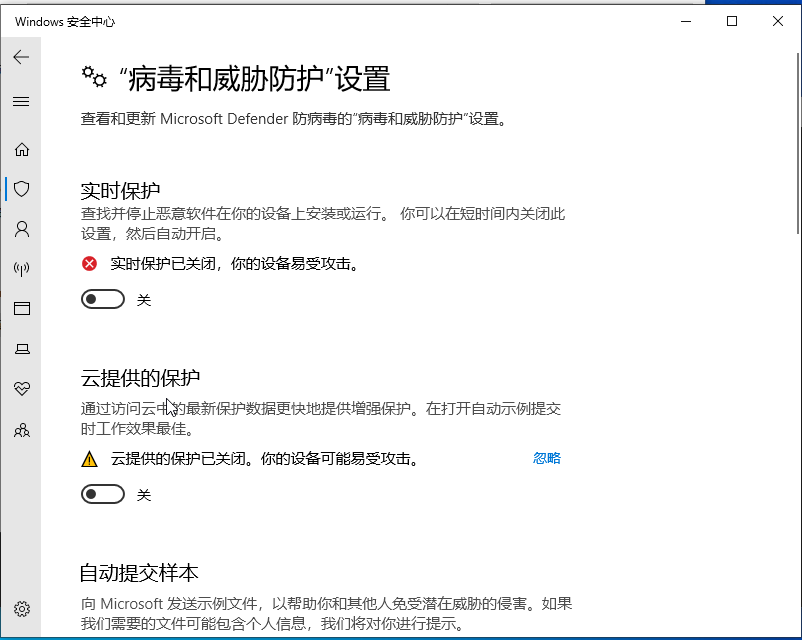 Windows 安全中心
“病毒和威胁防护”设置
查看和更新 Microsoft Defender 防病毒的“病毒和威胁防护”设置。
实时保护
查找并停止恶意软件在你的设备上安装或运行。 你可以在短时间内关闭此
设置，然后自动开启。
实时保护已关闭，你的设备易受攻击。
关
云提供的保护
通过访问云中的最新保护数据更快地提供增强保护。在打开自动示例提交
时工作效果最佳。
云提供的保护已关闭。你的设备可能易受攻击。 忽略
关
自动提交样本
向 Microsoft 发送示例文件，以帮助你和其他人免受潜在威胁的侵害。如果
我们需要的文件可能包含个人信息，我们将对你进行提示。